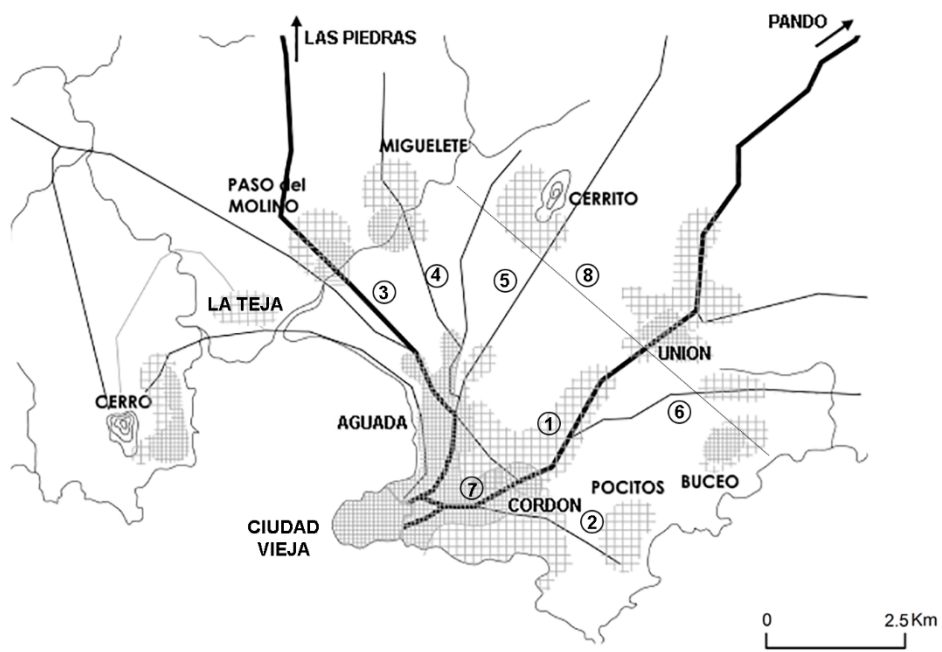 PANDO
LAS PIEDRAS
MIGUELETE
PASO del
MOLINO
CERRITO
4
5
8
3
LA TEJA
UNION
CERRO
6
AGUADA
1
BUCEO
7
POCITOS
CORDON
2
CIUDAD
VIEJA
0 2.5 Km